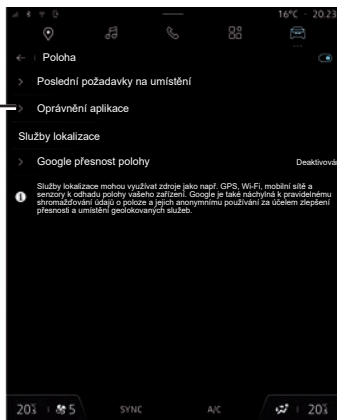 16°C · 20.23
Poloha
Poslední požadavky na umístění
Oprávnění aplikace
Služby lokalizace
Google přesnost polohy
Deaktivová
Služby lokalizace mohou využívat zdroje jako např. GPS, Wi-Fi, mobilní sítě a
senzory k odhadu polohy vašeho zařízení. Google je také náchylná k pravidelnému
shromažďování údajů o poloze a jejich anonymnímu používání za účelem zlepšení
přesnosti a umístění geolokovaných služeb.
20⁵ 5 SYNC A/C 20⁵